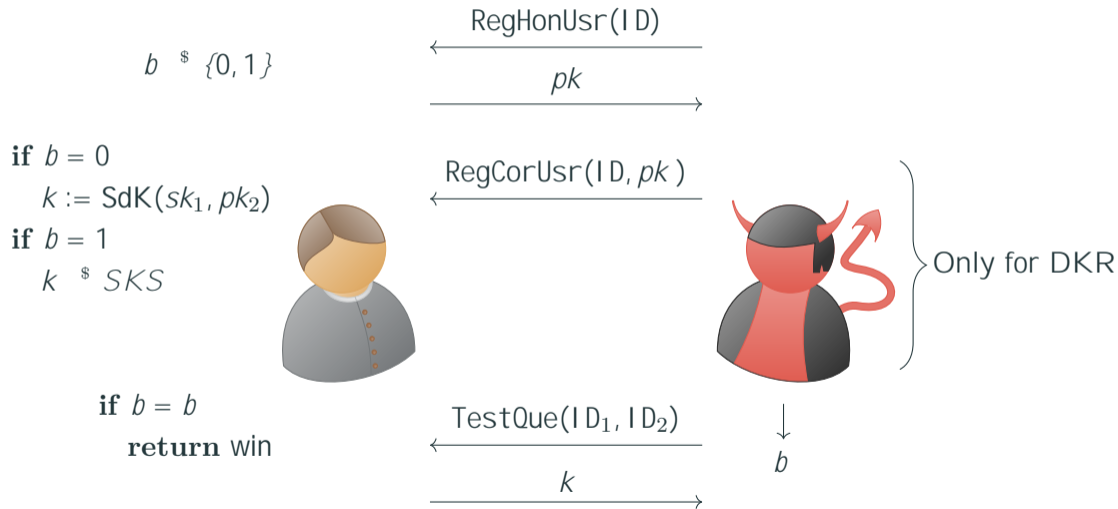 RegHonUsr(ID)
b $ {0, 1}
pk
if b = 0
k := SdK(sk₁, pk₂)
if b = 1
k $ SKS
RegCorUsr(ID, pk)
Only for DKR
if b = b
return win
TestQue(ID₁, ID₂)
k
b